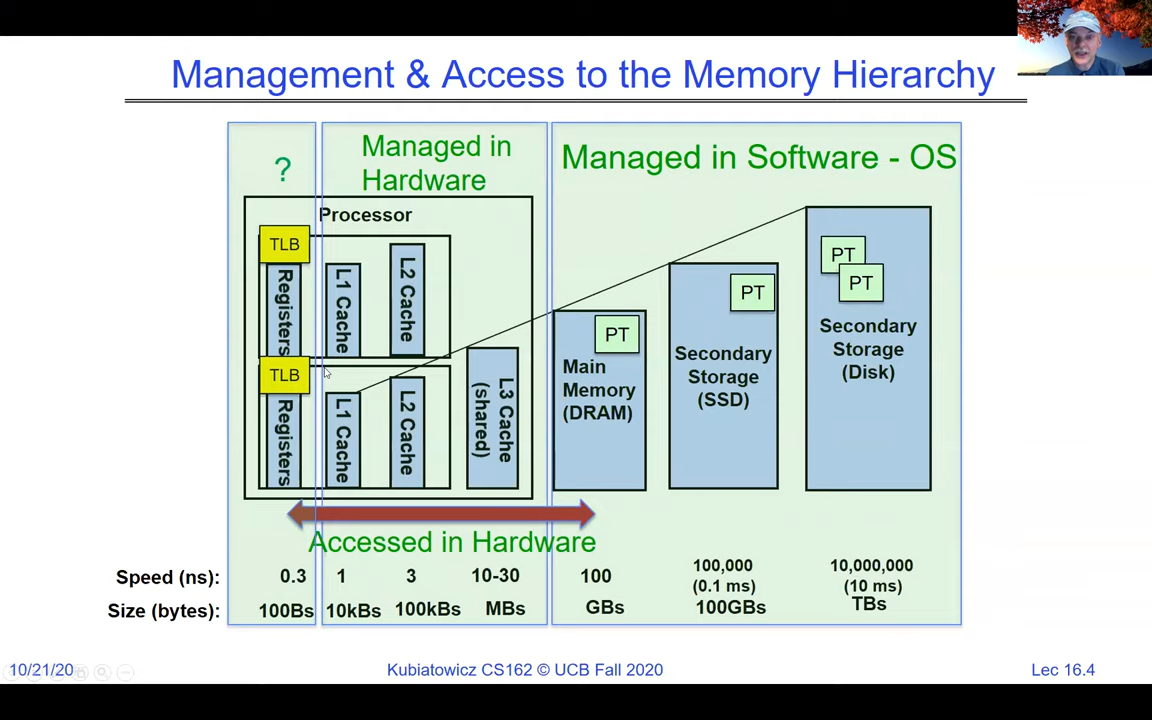 Management & Access to the Memory Hierarchy
?
Managed in
Hardware
Managed in Software - OS
Processor
TLB
Registers
L1 Cache
L2 Cache
TLB
Registers
L1 Cache
L2 Cache
L3 Cache
(shared)
PT
Main
Memory
(DRAM)
PT
Secondary
Storage
(SSD)
PT
PT
Secondary
Storage
(Disk)
Accessed in Hardware
Speed (ns): 0.3 1 3 10-30 100 100,000 (0.1 ms) 10,000,000 (10 ms)
Size (bytes): 100Bs 10kBs 100kBs MBs GBs 100GBs TBs
10/21/20
Kubiatowicz CS162 © UCB Fall 2020
Lec 16.4